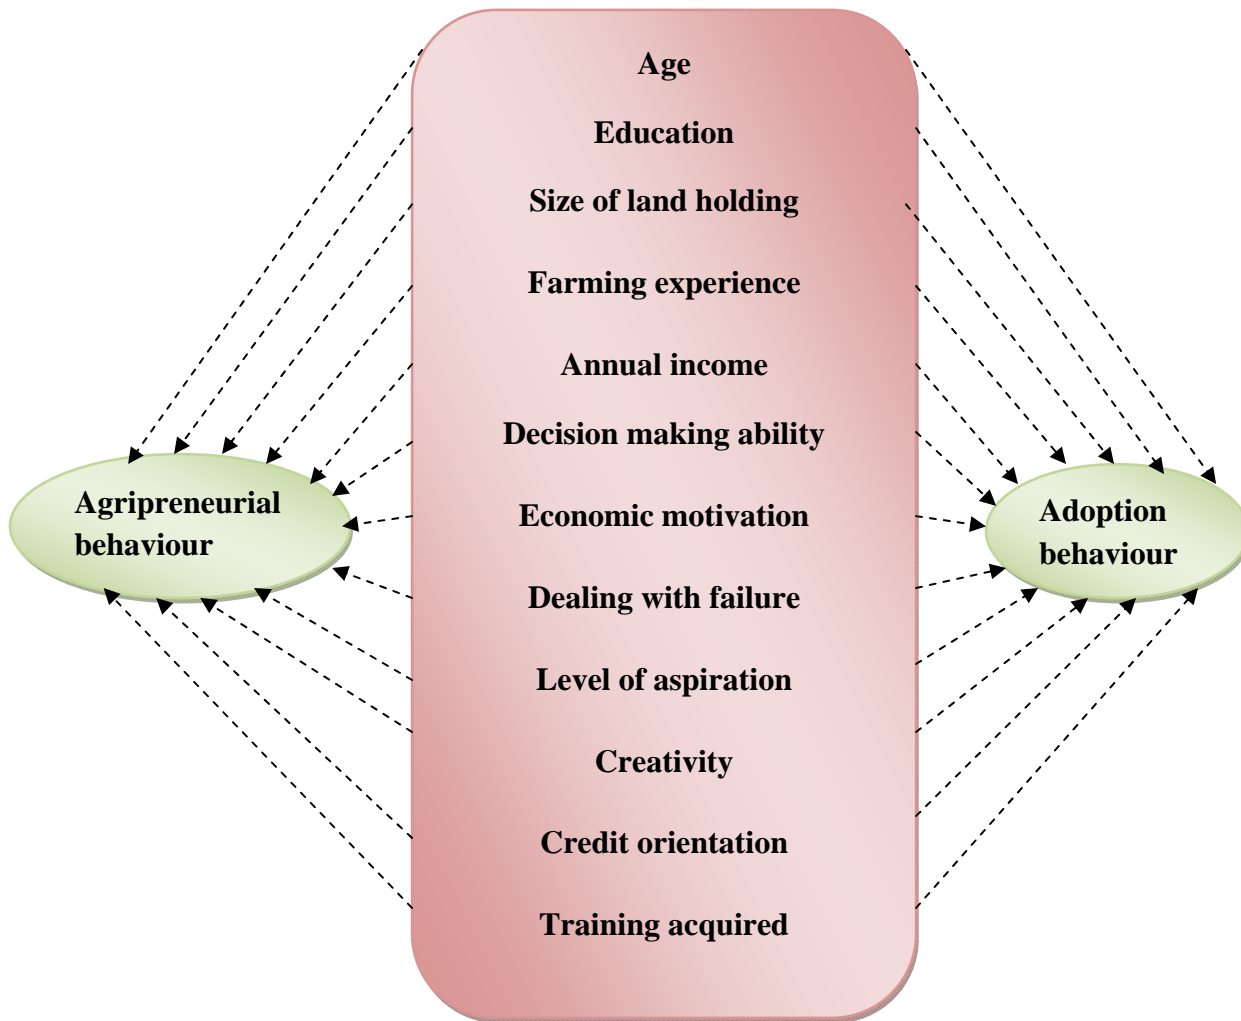 Age
Education
Size of land holding
Farming experience
Annual income
Decision making ability
Economic motivation
Dealing with failure
Level of aspiration
Creativity
Credit orientation
Training acquired
Agripreneurial
behaviour
Adoption
behaviour